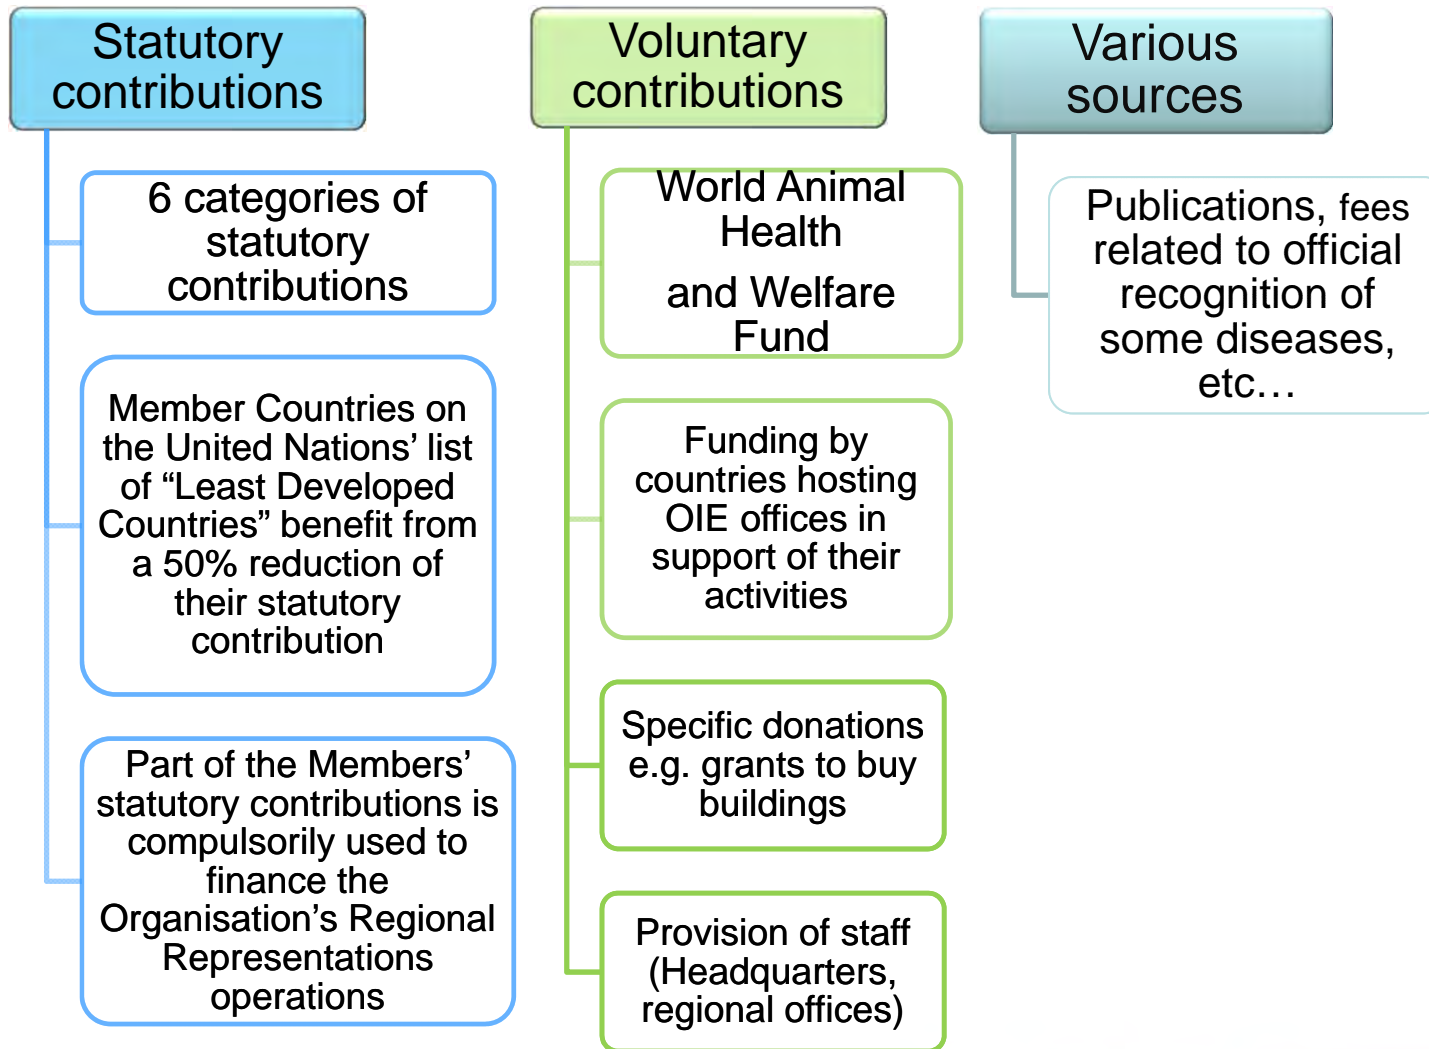 Statutory
contributions
6 categories of
statutory
contributions
Member Countries on
the United Nations’ list
of “Least Developed
Countries” benefit from
a 50% reduction of
their statutory
contribution
Part of the Members’
statutory contributions is
compulsorily used to
finance the
Organisation’s Regional
Representations
operations
Voluntary
contributions
World Animal
Health
and Welfare
Fund
Funding by
countries hosting
OIE offices in
support of their
activities
Specific donations
e.g. grants to buy
buildings
Provision of staff
(Headquarters,
regional offices)
Various
sources
Publications, fees
related to official
recognition of
some diseases,
etc…